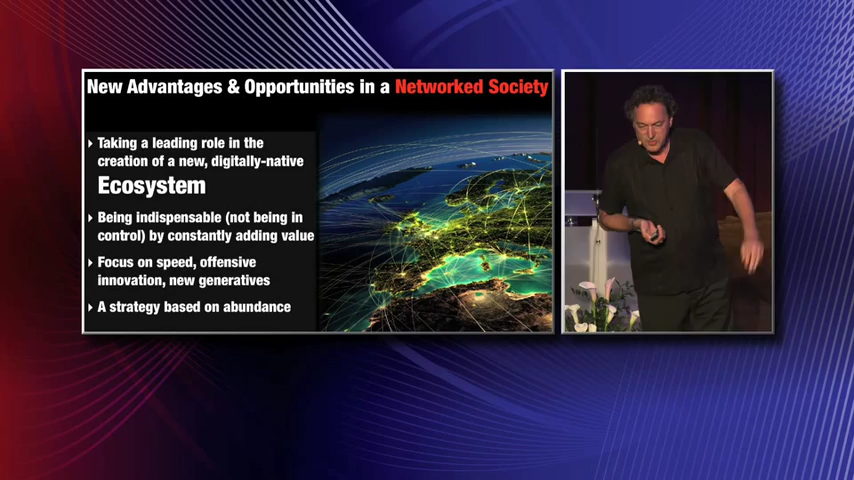 New Advantages & Opportunities in a Networked Society
Taking a leading role in the
creation of a new, digitally-native
Ecosystem
Being indispensable (not being in
control) by constantly adding value
Focus on speed, offensive
innovation, new generatives
A strategy based on abundance